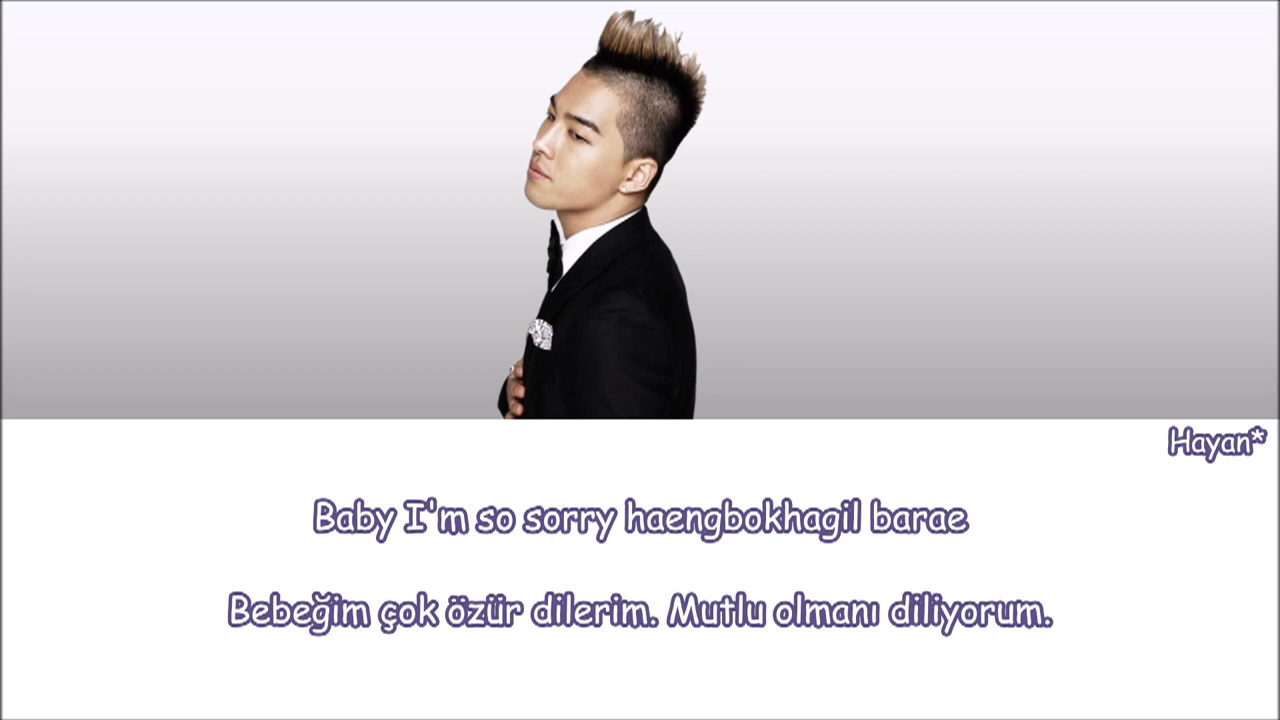 Hayan*
Baby I'm so sorry haengbokhagil barae
Bebeğim çok özür dilerim. Mutlu olmanı diliyorum.